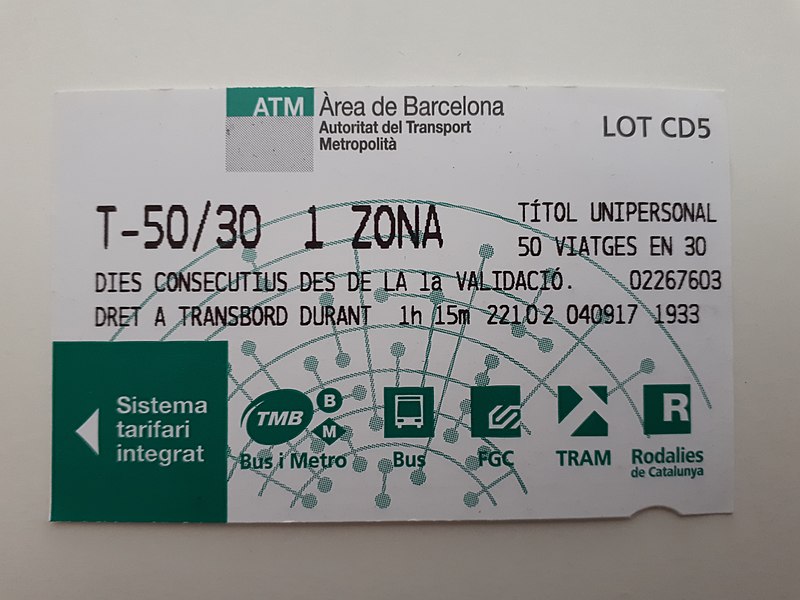 ATM Àrea de Barcelona
Autoritat del Transport
Metropolità
LOT CD5
T-50/30 1 ZONA
TÍTOL UNIPERSONAL
50 VIATGES EN 30
DIES CONSECUTIUS DES DE LA 1a VALIDACIÓ. 02267603
DRET A TRANSBORD DURANT 1h 15m 22102 040917 1933
Sistema
tarifari
integrat
TMB
B
M
Bus i Metro
Bus
FGC
TRAM
R
Rodalies
de Catalunya